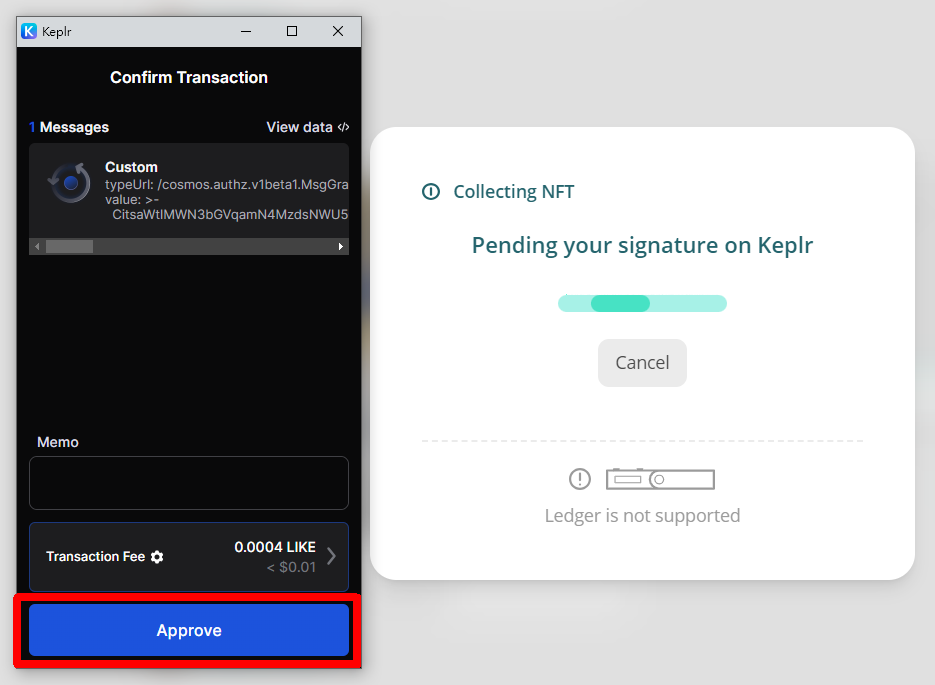 Keplr
Confirm Transaction
1 Messages
View data </>
Custom
typeUrl: /cosmos.authz.v1beta1.MsgGra
value: >-
CitsaWtlMWN3bGVqamN4MzdsNWU5
Memo
Transaction Fee
0.0004 LIKE
< $0.01
Approve
Collecting NFT
Pending your signature on Keplr
Cancel
Ledger is not supported